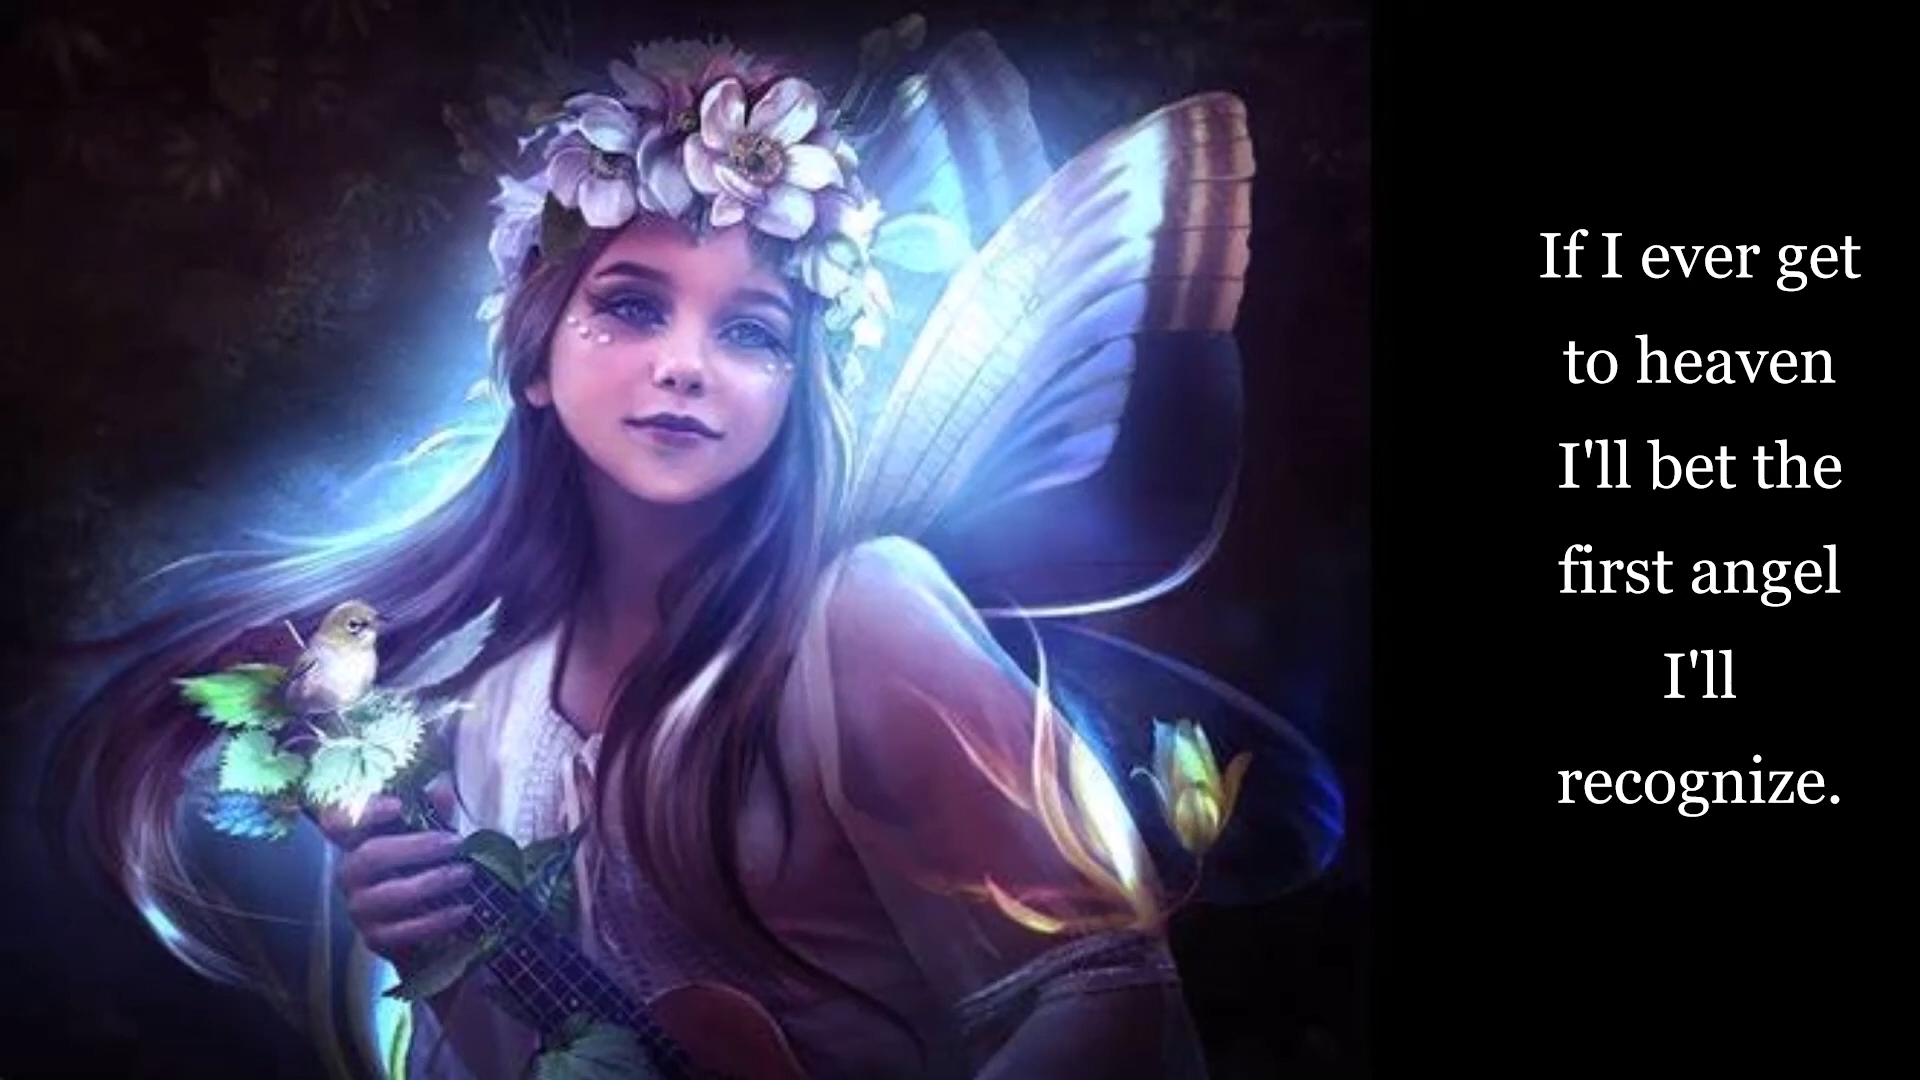 If I ever get
to heaven
I'll bet the
first angel
I'll
recognize.